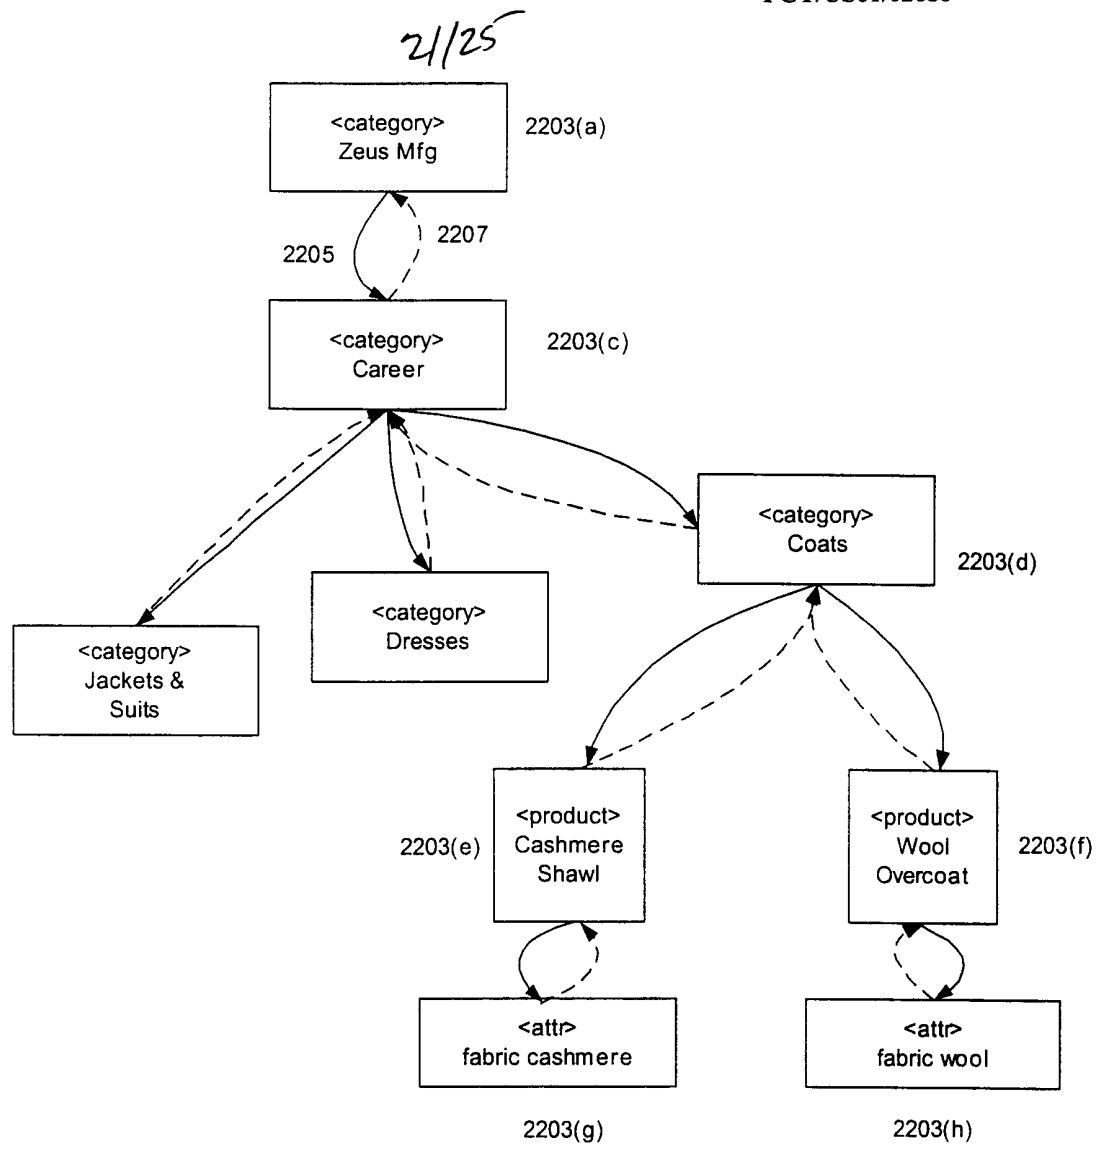 21/25
<category>
Zeus Mfg
2203(a)
2205
2207
<category>
Career
2203(c)
<category>
Coats
2203(d)
<category>
Dresses
<category>
Jackets &
Suits
<product>
Cashmere
Shawl
2203(e)
<product>
Wool
Overcoat
2203(f)
<attr>
fabric cashmere
<attr>
fabric wool
2203(g)
2203(h)